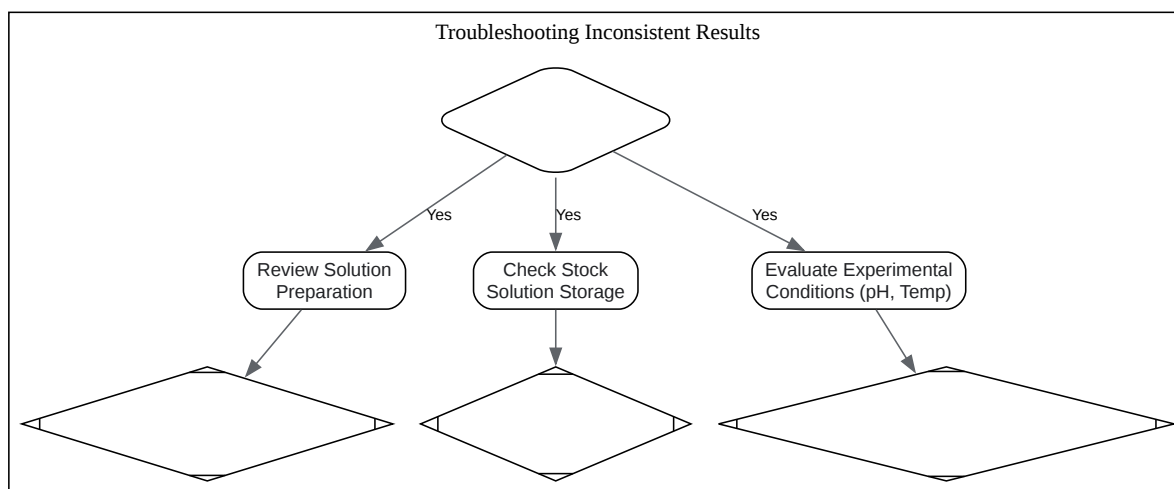 Troubleshooting Inconsistent Results
Yes
Yes
Yes
Review Solution
Preparation
Check Stock
Solution Storage
Evaluate Experimental
Conditions (pH, Temp)